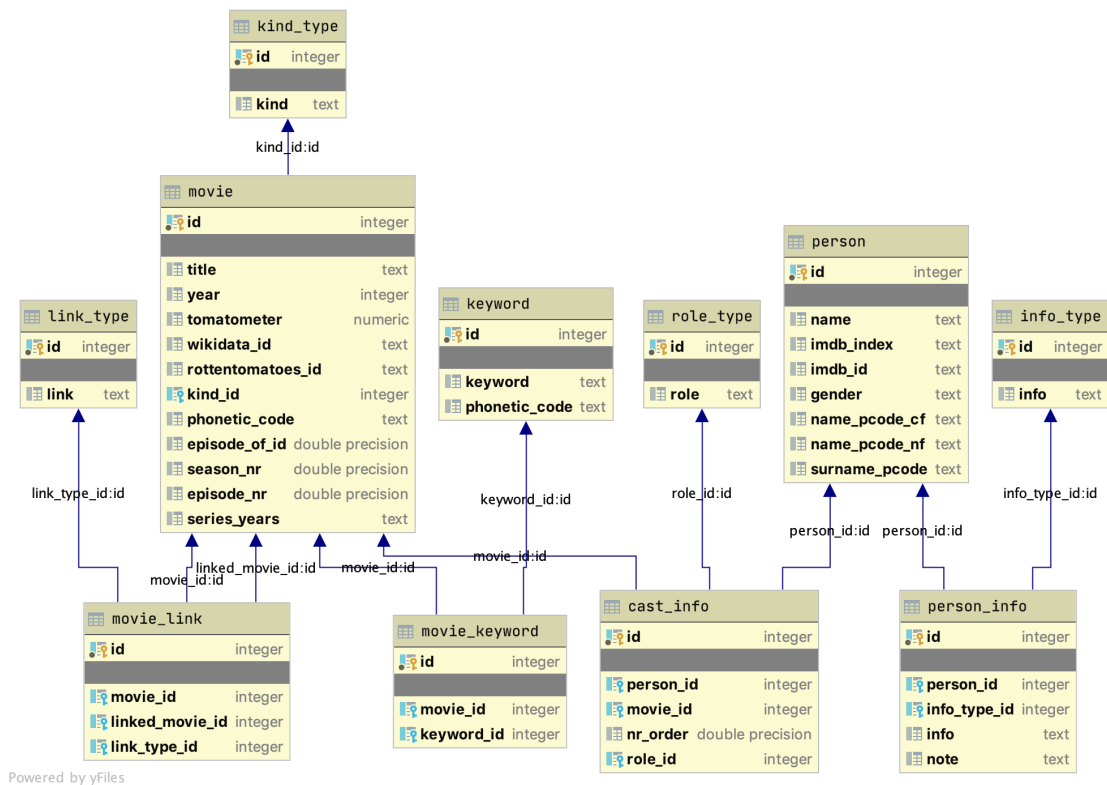 kind_type
id integer
kind text
kind_id:id
movie
id integer
title text
year integer
tomatometer numeric
wikidata_id text
rottentomatoes_id text
kind_id integer
phonetic_code text
episode_of_id double precision
season_nr double precision
episode_nr double precision
series_years text
link_type
id integer
link text
keyword
id integer
keyword text
phonetic_code text
role_type
id integer
role text
person
id integer
name text
imdb_index text
imdb_id text
gender text
name_pcode_cf text
name_pcode_nf text
surname_pcode text
info_type
id integer
info text
link_type_id:id
keyword_id:id
role_id:id
info_type_id:id
person_id:id
person_id:id
movie_id:id
linked_movie_id:id
movie_id:id
movie_id:id
movie_link
id integer
movie_id integer
linked_movie_id integer
link_type_id integer
movie_keyword
id integer
movie_id integer
keyword_id integer
cast_info
id integer
person_id integer
movie_id integer
nr_order double precision
role_id integer
person_info
id integer
person_id integer
info_type_id integer
info text
note text
Powered by yFiles